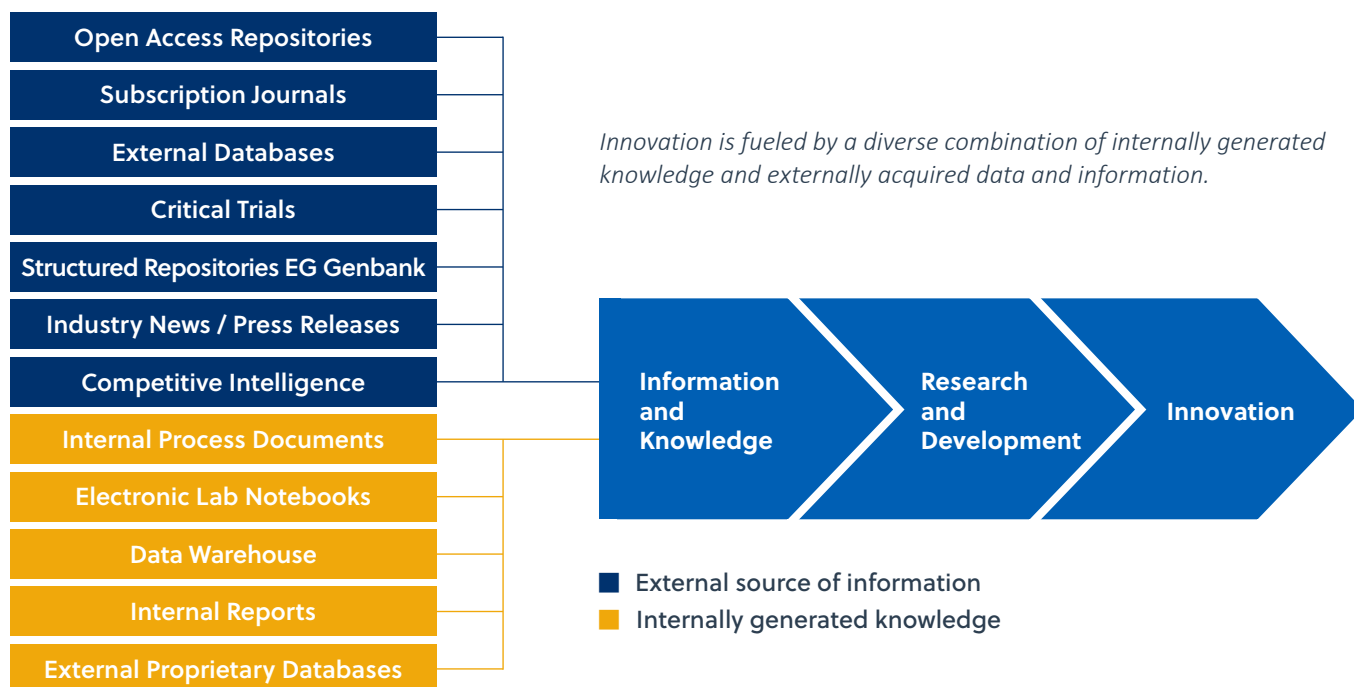 Open Access Repositories
Subscription Journals
External Databases
Critical Trials
Structured Repositories EG Genbank
Industry News / Press Releases
Competitive Intelligence
Internal Process Documents
Electronic Lab Notebooks
Data Warehouse
Internal Reports
External Proprietary Databases
Innovation is fueled by a diverse combination of internally generated
knowledge and externally acquired data and information.
Information
and
Knowledge
Research
and
Development
Innovation
External source of information
Internally generated knowledge